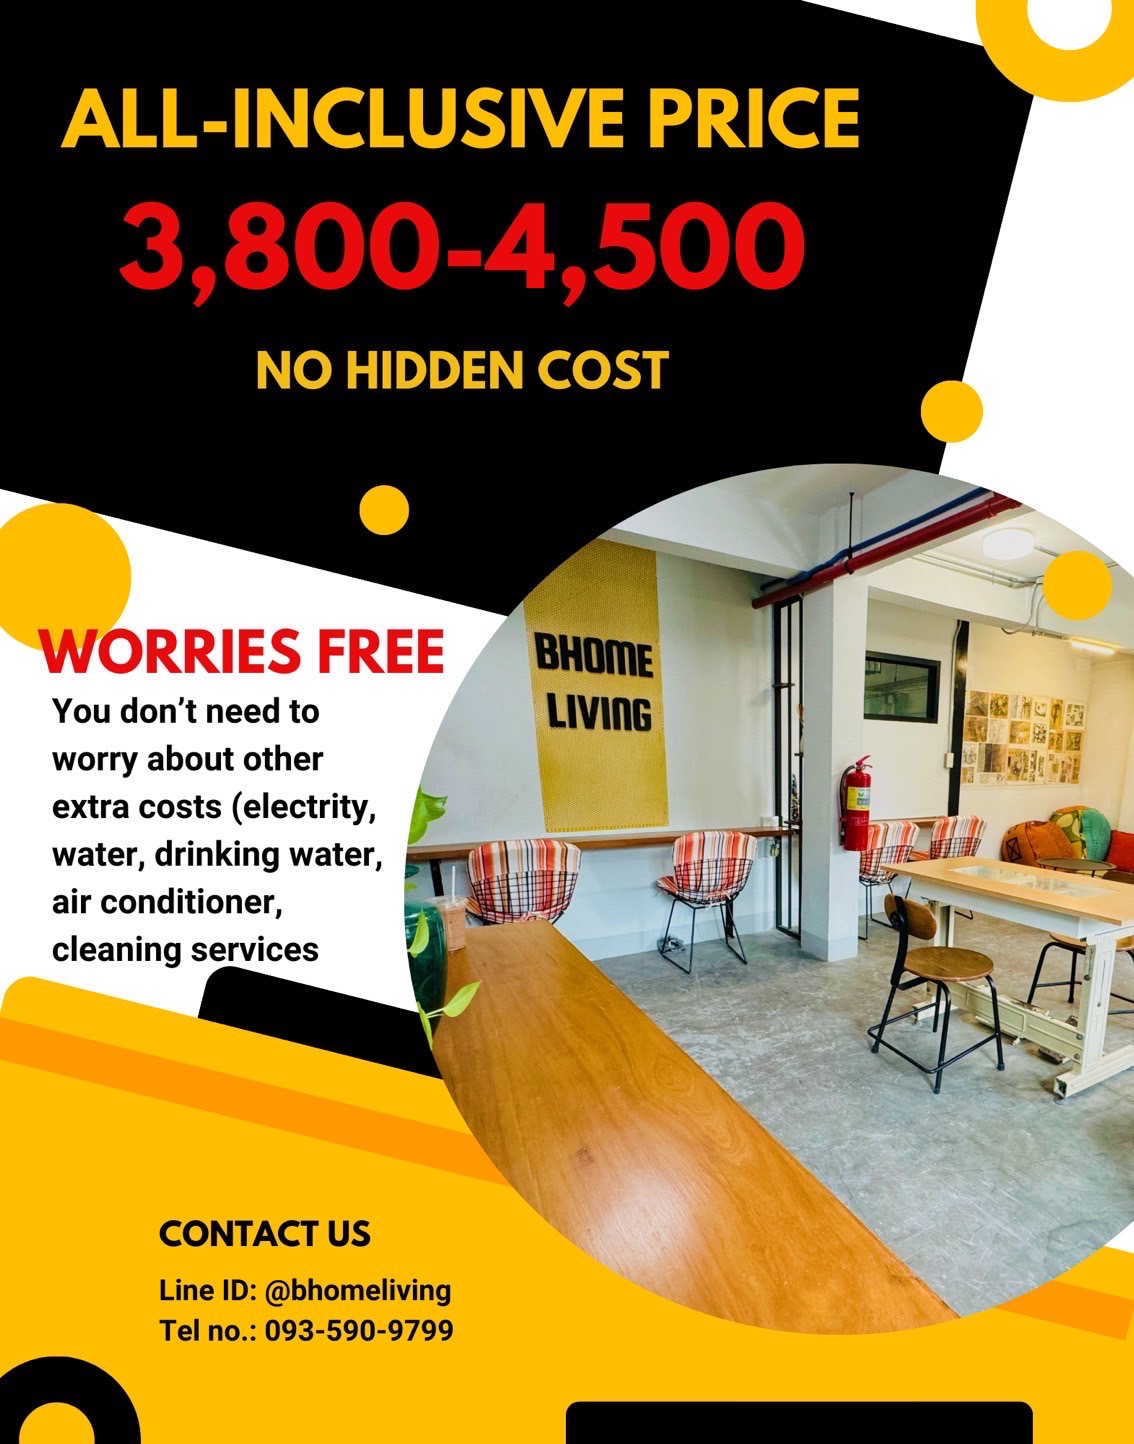 ALL-INCLUSIVE PRICE
3,800-4,500
NO HIDDEN COST
BHOME
LIVING
WORRIES FREE
You don’t need to
worry about other
extra costs (electrity,
water, drinking water,
air conditioner,
cleaning services
CONTACT US
Line ID: @bhomeliving
Tel no.: 093-590-9799